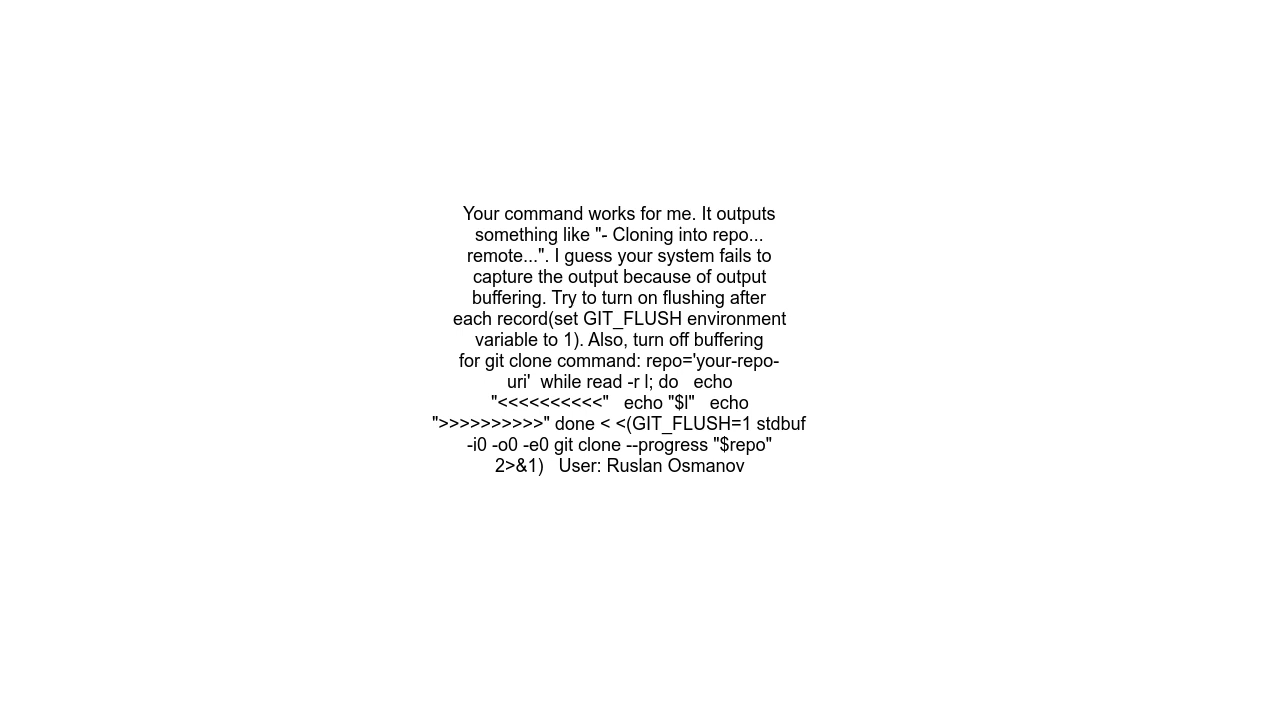 Your command works for me. It outputs
something like "- Cloning into repo...
remote...". I guess your system fails to
capture the output because of output
buffering. Try to turn on flushing after
each record(set GIT_FLUSH environment
variable to 1). Also, turn off buffering
for git clone command: repo='your-repo-
uri'  while read -r l; do   echo
"<<<<<<<<<<"   echo "$l"   echo
">>>>>>>>>>" done < <(GIT_FLUSH=1 stdbuf
-i0 -o0 -e0 git clone --progress "$repo"
2>&1)   User: Ruslan Osmanov